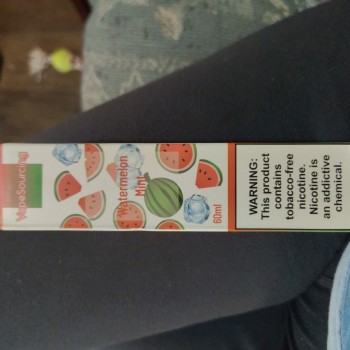 VapeSourcing
Watermelon
Mint
60ml
WARNING:
This product
contains
tobacco-free
nicotine.
Nicotine is
an addictive
chemical.